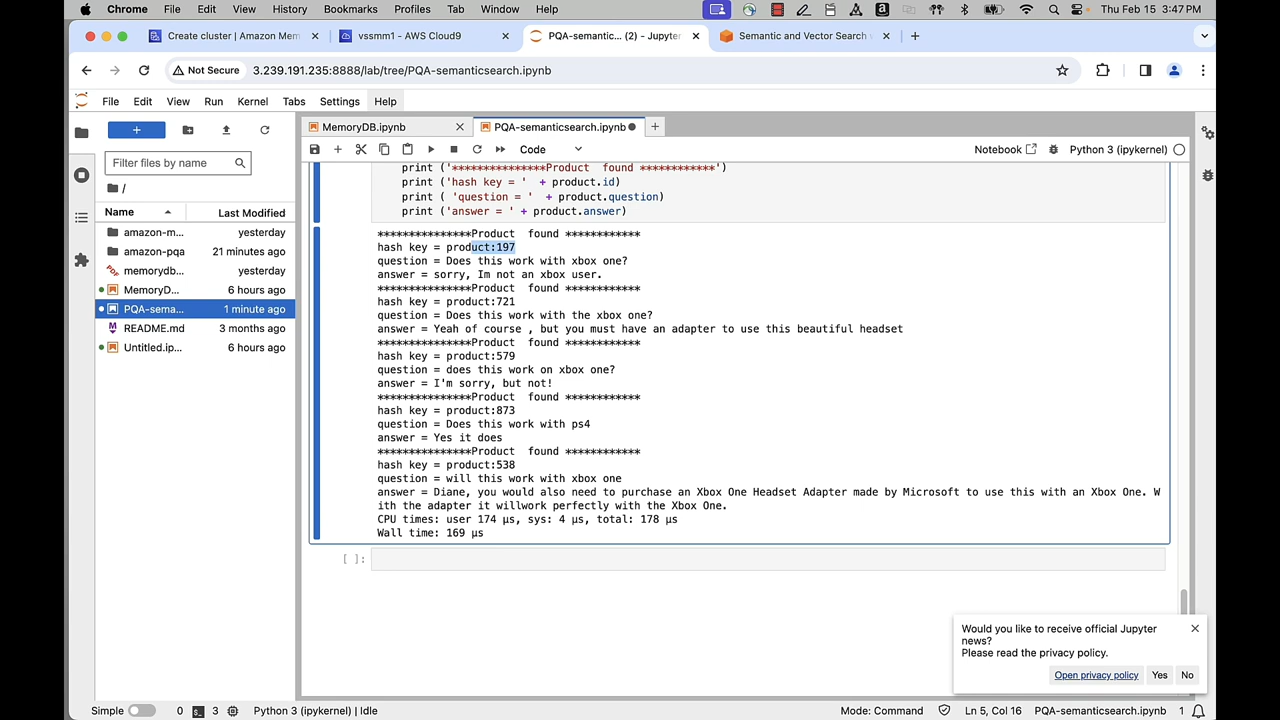 Chrome File Edit View History Bookmarks Profiles Tab Window Help Thu Feb 15 3:47 PM
Create cluster | Amazon Mem
vssmm1 - AWS Cloud9
PQA-semantic... (2) - Jupyter
Semantic and Vector Search
Not Secure 3.239.191.235:8888/lab/tree/PQA-semanticsearch.ipynb
File Edit View Run Kernel Tabs Settings Help
Filter files by name
/
Name Last Modified
amazon-m... yesterday
amazon-pqa 21 minutes ago
memorydb... yesterday
MemoryD... 6 hours ago
PQA-sema... 1 minute ago
README.md 3 months ago
Untitled.ip... 6 hours ago
MemoryDB.ipynb
PQA-semanticsearch.ipynb
Code
Notebook
Python 3 (ipykernel)
print ('***************Product  found ************')
print ('hash key = '  + product.id)
print ( 'question = '  + product.question)
print ('answer = ' + product.answer)
***************Product  found ************
hash key = product:197
question = Does this work with xbox one?
answer = sorry, Im not an xbox user.
***************Product  found ************
hash key = product:721
question = Does this work with the xbox one?
answer = Yeah of course , but you must have an adapter to use this beautiful headset
***************Product  found ************
hash key = product:579
question = does this work on xbox one?
answer = I'm sorry, but not!
***************Product  found ************
hash key = product:873
question = Does this work with ps4
answer = Yes it does
***************Product  found ************
hash key = product:538
question = will this work with xbox one
answer = Diane, you would also need to purchase an Xbox One Headset Adapter made by Microsoft to use this with an Xbox One. W
ith the adapter it willwork perfectly with the Xbox One.
CPU times: user 174 µs, sys: 4 µs, total: 178 µs
Wall time: 169 µs
[ ]:
Would you like to receive official Jupyter
news?
Please read the privacy policy.
Open privacy policy Yes No
Simple 0 3 Python 3 (ipykernel) | Idle Mode: Command Ln 5, Col 16 PQA-semanticsearch.ipynb 1